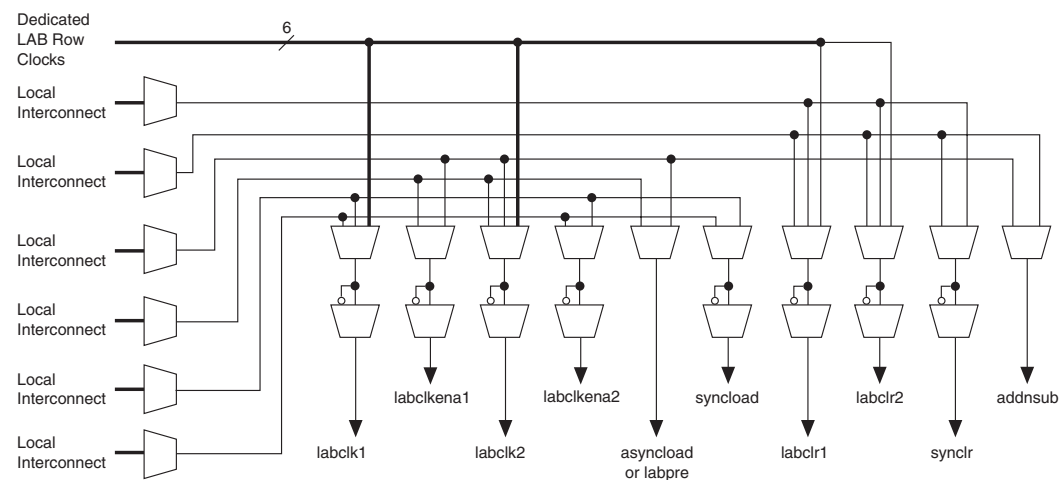 Dedicated
LAB Row
Clocks
6
Local
Interconnect
Local
Interconnect
Local
Interconnect
Local
Interconnect
Local
Interconnect
Local
Interconnect
labclkena1
labclkena2
syncload
labclr2
addnsub
labclk1
labclk2
asyncload
or labpre
labclr1
synclr